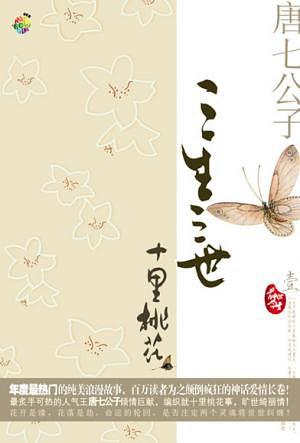 唐七公子
三生三世
十里桃花
壹
年度最热门的纯美浪漫故事，百万读者为之颠倒疯狂的神话爱情长卷！
最炙手可热的人气王唐七公子倾情巨献，编织就十里桃花事，旷世绮丽情！
花开是缘，花落是劫，命运的轮回，是否注定两个灵魂将世世纠缠？